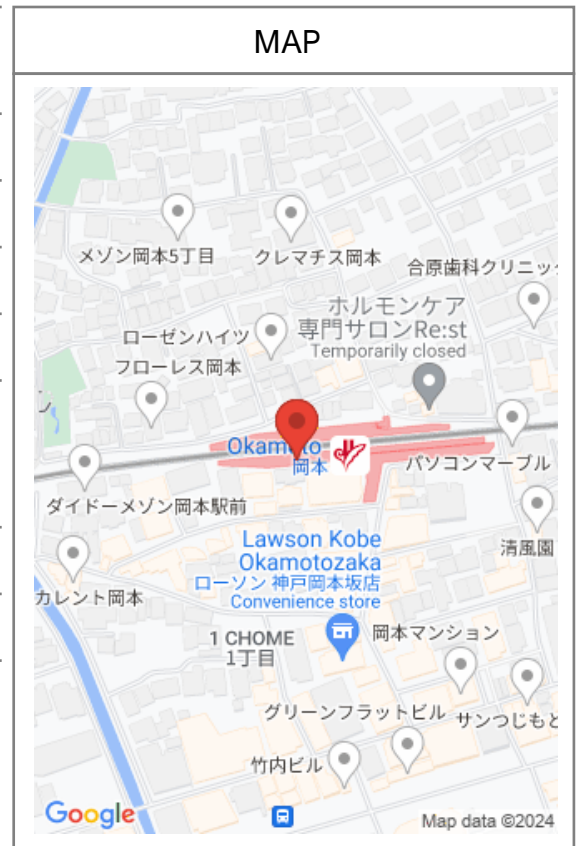 MAP
メゾン岡本5丁目
クレマチス岡本
合原歯科クリニッ
ホルモンケア
専門サロンRe:st
Temporarily closed
ローゼンハイツ
フローレス岡本
ン
Okamoto
岡本
パソコンマーブル
ダイドーメゾン岡本駅前
Lawson Kobe
Okamotozaka
ローソン 神戸岡本坂店
Convenience store
清風園
カレント岡本
1 CHOME
1丁目
岡本マンション
グリーンフラットビル
サンつじもと
竹内ビル
Google
Map data ©2024